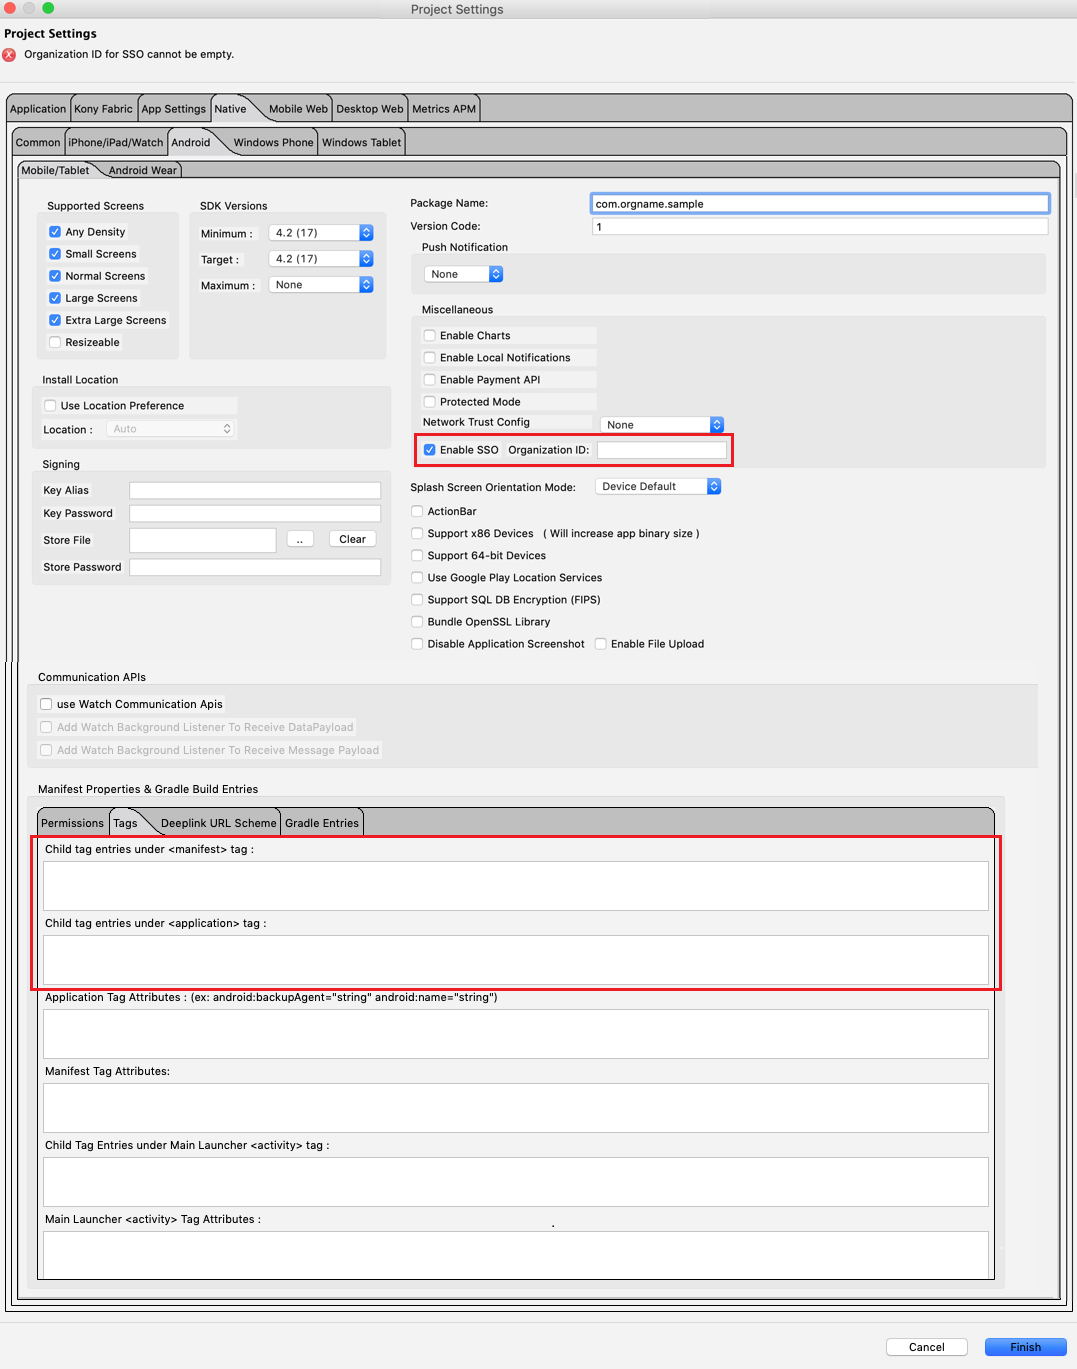 Project Settings
Project Settings
Organization ID for SSO cannot be empty.
Application Kony Fabric App Settings Native Mobile Web Desktop Web Metrics APM
Common iPhone/iPad/Watch Android Windows Phone Windows Tablet
Mobile/Tablet Android Wear
Supported Screens
Any Density
Small Screens
Normal Screens
Large Screens
Extra Large Screens
Resizeable
SDK Versions
Minimum : 4.2 (17)
Target : 4.2 (17)
Maximum : None
Install Location
Use Location Preference
Location : Auto
Signing
Key Alias
Key Password
Store File .. Clear
Store Password
Package Name: com.orgname.sample
Version Code: 1
Push Notification
None
Miscellaneous
Enable Charts
Enable Local Notifications
Enable Payment API
Protected Mode
Network Trust Config None
Enable SSO Organization ID:
Splash Screen Orientation Mode: Device Default
ActionBar
Support x86 Devices ( Will increase app binary size )
Support 64-bit Devices
Use Google Play Location Services
Support SQL DB Encryption (FIPS)
Bundle OpenSSL Library
Disable Application Screenshot Enable File Upload
Communication APIs
use Watch Communication Apis
Add Watch Background Listener To Receive DataPayload
Add Watch Background Listener To Receive Message Payload
Manifest Properties & Gradle Build Entries
Permissions Tags Deeplink URL Scheme Gradle Entries
Child tag entries under <manifest> tag :
Child tag entries under <application> tag :
Application Tag Attributes : (ex: android:backupAgent="string" android:name="string")
Manifest Tag Attributes:
Child Tag Entries under Main Launcher <activity> tag :
Main Launcher <activity> Tag Attributes :
Cancel Finish